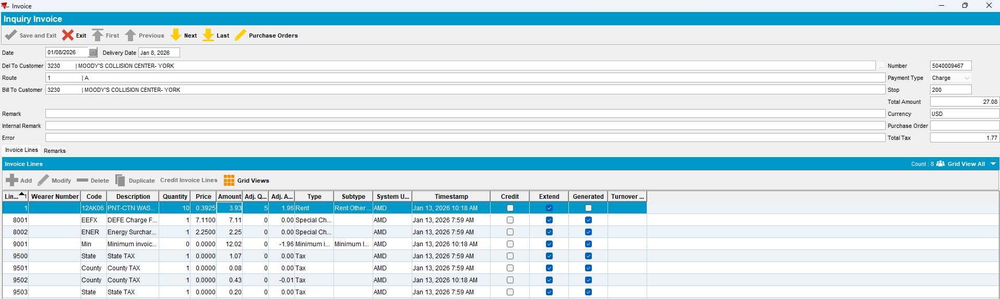 Invoice
Inquiry Invoice
Save and Exit Exit First Previous Next Last Purchase Orders
Date 01/08/2026 16 Delivery Date Jan 8, 2026
Del To Customer 3230 | MOODY'S COLLISION CENTER- YORK ... Number 5040009467
Route 1 | A Payment Type Charge
Bill To Customer 3230 | MOODY'S COLLISION CENTER- YORK Stop 200
Total Amount 27.08
Remark Currency USD
Internal Remark Purchase Order
Error Total Tax 1.77
Invoice Lines Remarks
Invoice Lines Count : 8 Grid View All
Add Modify Delete Duplicate Credit Invoice Lines Grid Views
Lin... 1 Wearer Number Code Description Quantity Price Amount Adj. Q... Adj. A... Type Subtype System U... Timestamp Credit Extend Generated Turnover ...
1 12AK06 PNT-CTN WAS... 10 0.3925 3.93 5 1.96 Rent Rent Other ... AMD Jan 13, 2026 10:18 AM
8001 EEFX DEFE Charge F... 1 7.1100 7.11 0 0.00 Special Ch... AMD Jan 13, 2026 7:59 AM
8002 ENER Energy Surchar... 1 2.2500 2.25 0 0.00 Special Ch... AMD Jan 13, 2026 7:59 AM
9001 Min Minimum invoic... 0 0.0000 12.02 0 -1.96 Minimum i... Minimum I... AMD Jan 13, 2026 10:18 AM
9500 State State TAX 1 0.0000 1.07 0 0.00 Tax AMD Jan 13, 2026 7:59 AM
9501 County County TAX 1 0.0000 0.08 0 0.00 Tax AMD Jan 13, 2026 7:59 AM
9502 County County TAX 1 0.0000 0.43 0 -0.01 Tax AMD Jan 13, 2026 10:18 AM
9503 State State TAX 1 0.0000 0.20 0 0.00 Tax AMD Jan 13, 2026 7:59 AM